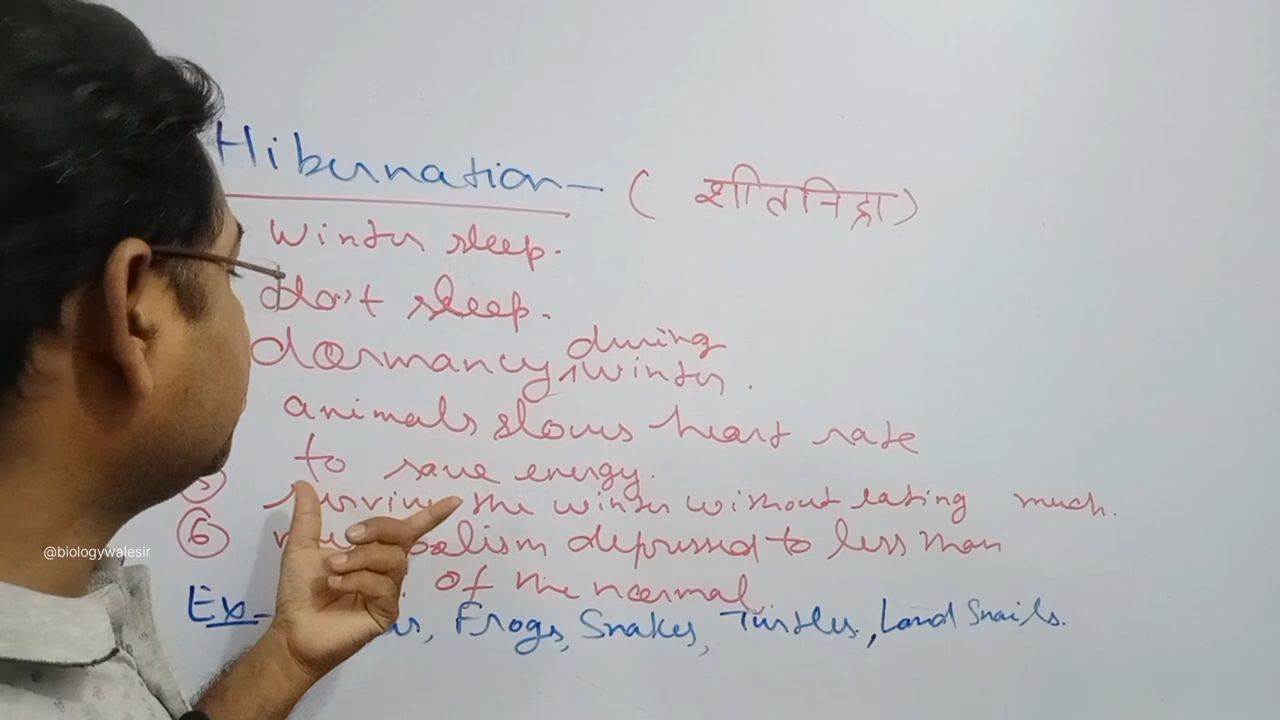 Hibernation - (शीतनिद्रा)
Winter sleep.
don't sleep.
dormancy during winter.
animals slows heart rate
to save energy.
the winter without eating much.
⑥ depressed to less than
of the normal
Ex- Frogs, Snakes, Turtles, Land Snails.
@biologywalesir